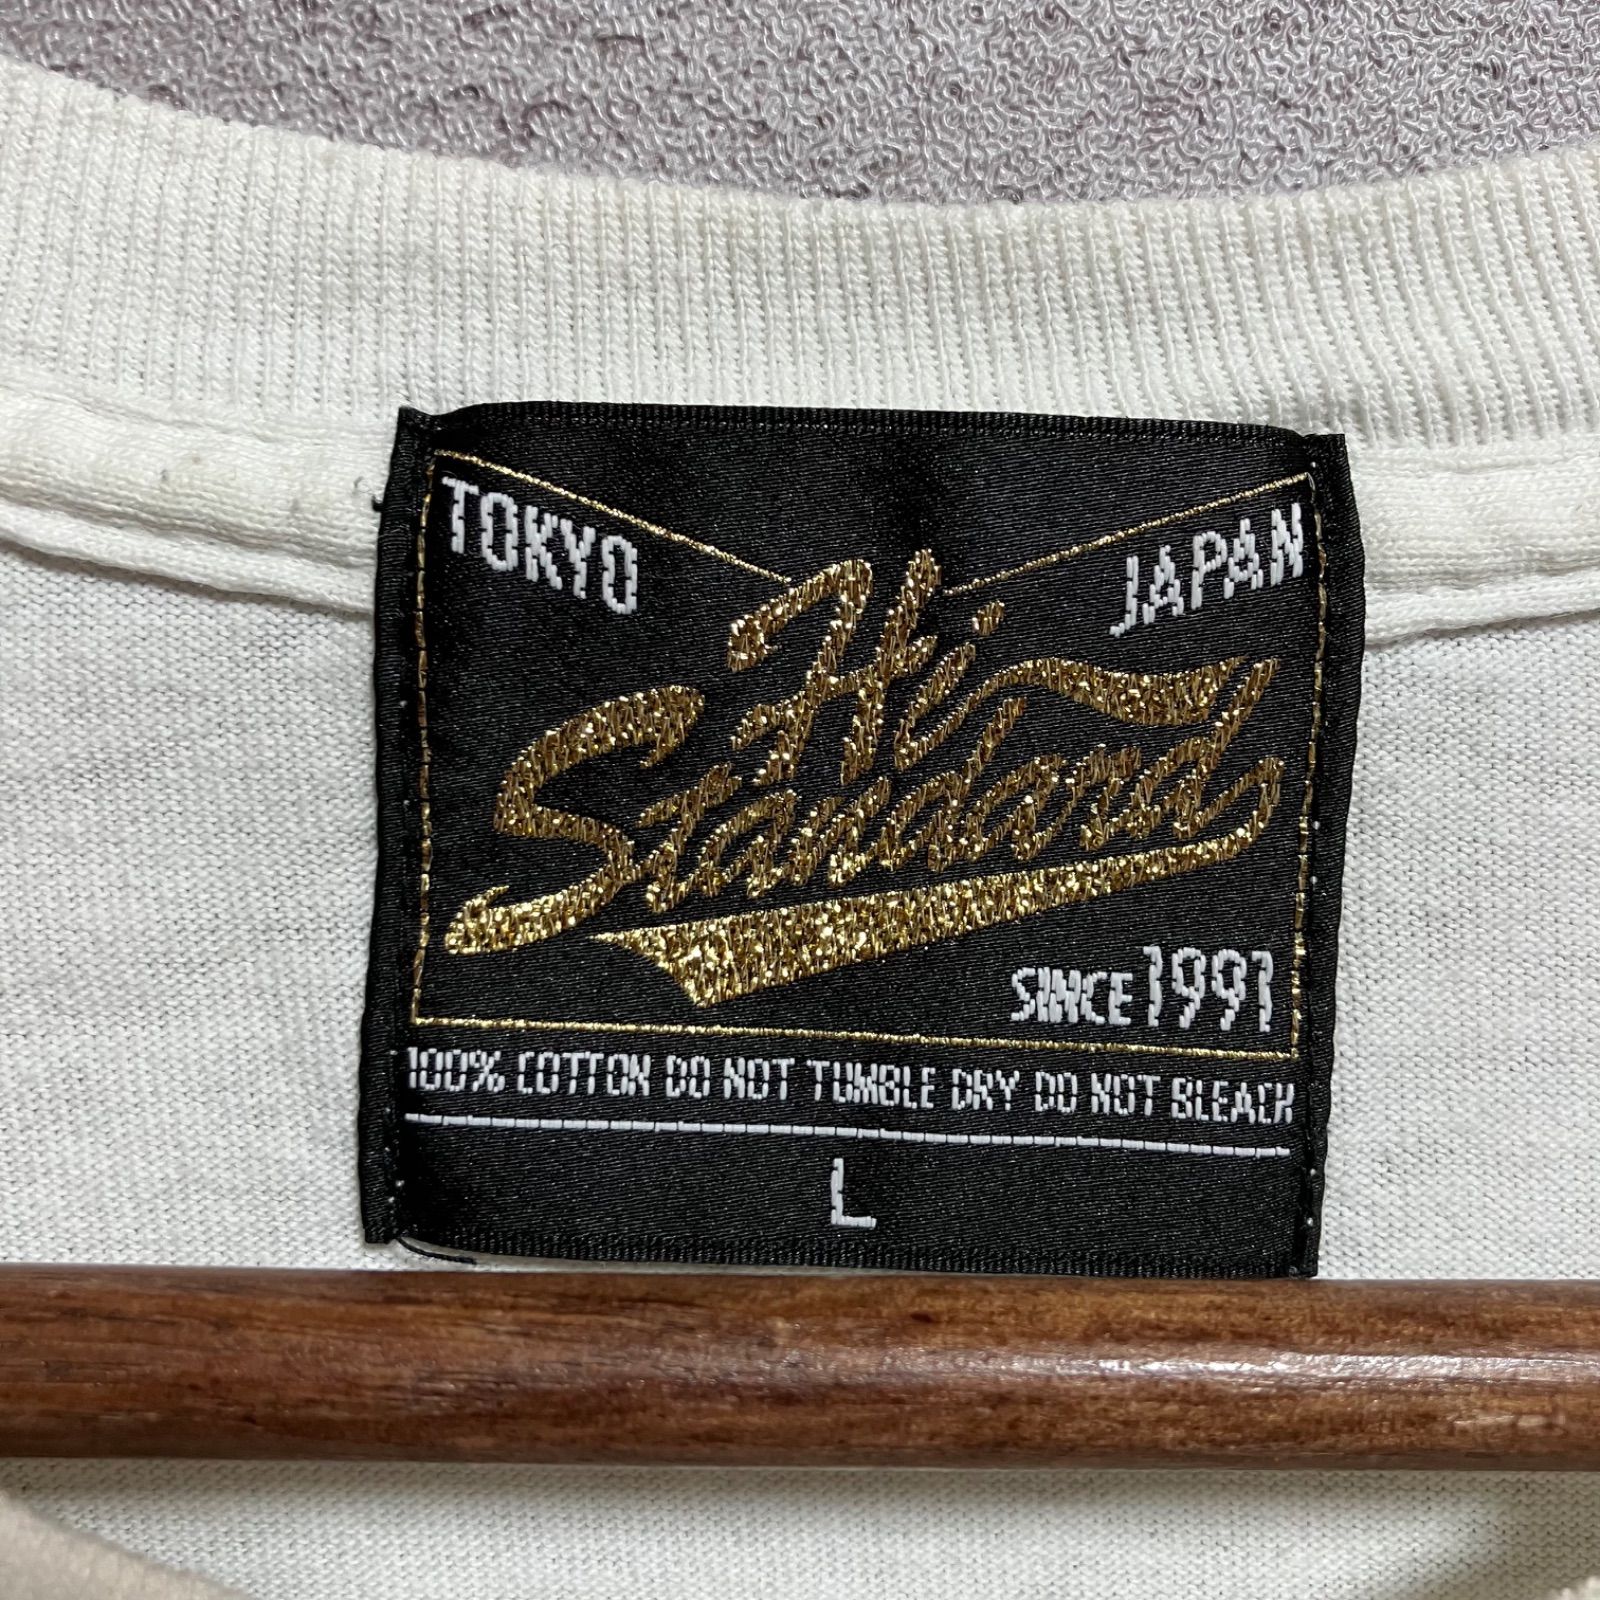 TOKYO JAPAN
Hi
Standard
SINCE 1991
100% COTTON DO NOT TUMBLE DRY DO NOT BLEACH
L